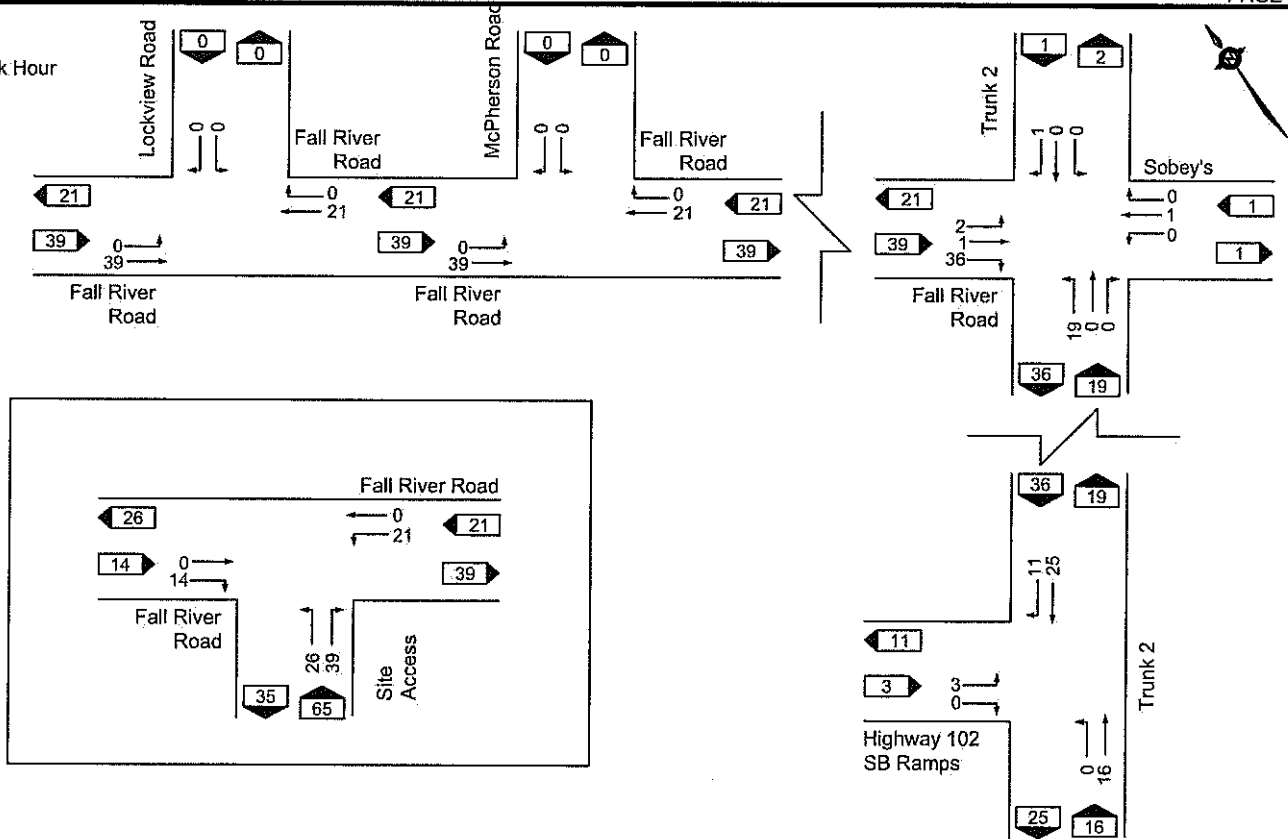 k Hour
Lockview Road
0
0
0
0
Fall River
Road
21
39
0
39
0
21
Fall River
Road
McPherson Road
0
0
0
0
Fall River
Road
21
39
0
39
0
21
21
39
Fall River
Road
Trunk 2
1
2
1
0
0
Sobey's
21
39
2
1
36
0
1
0
1
1
Fall River
Road
19
0
0
36
19
Fall River Road
26
14
0
14
0
21
21
39
Fall River
Road
26
39
35
65
Site
Access
36
19
11
25
11
3
3
0
Highway 102
SB Ramps
0
16
25
16
Trunk 2